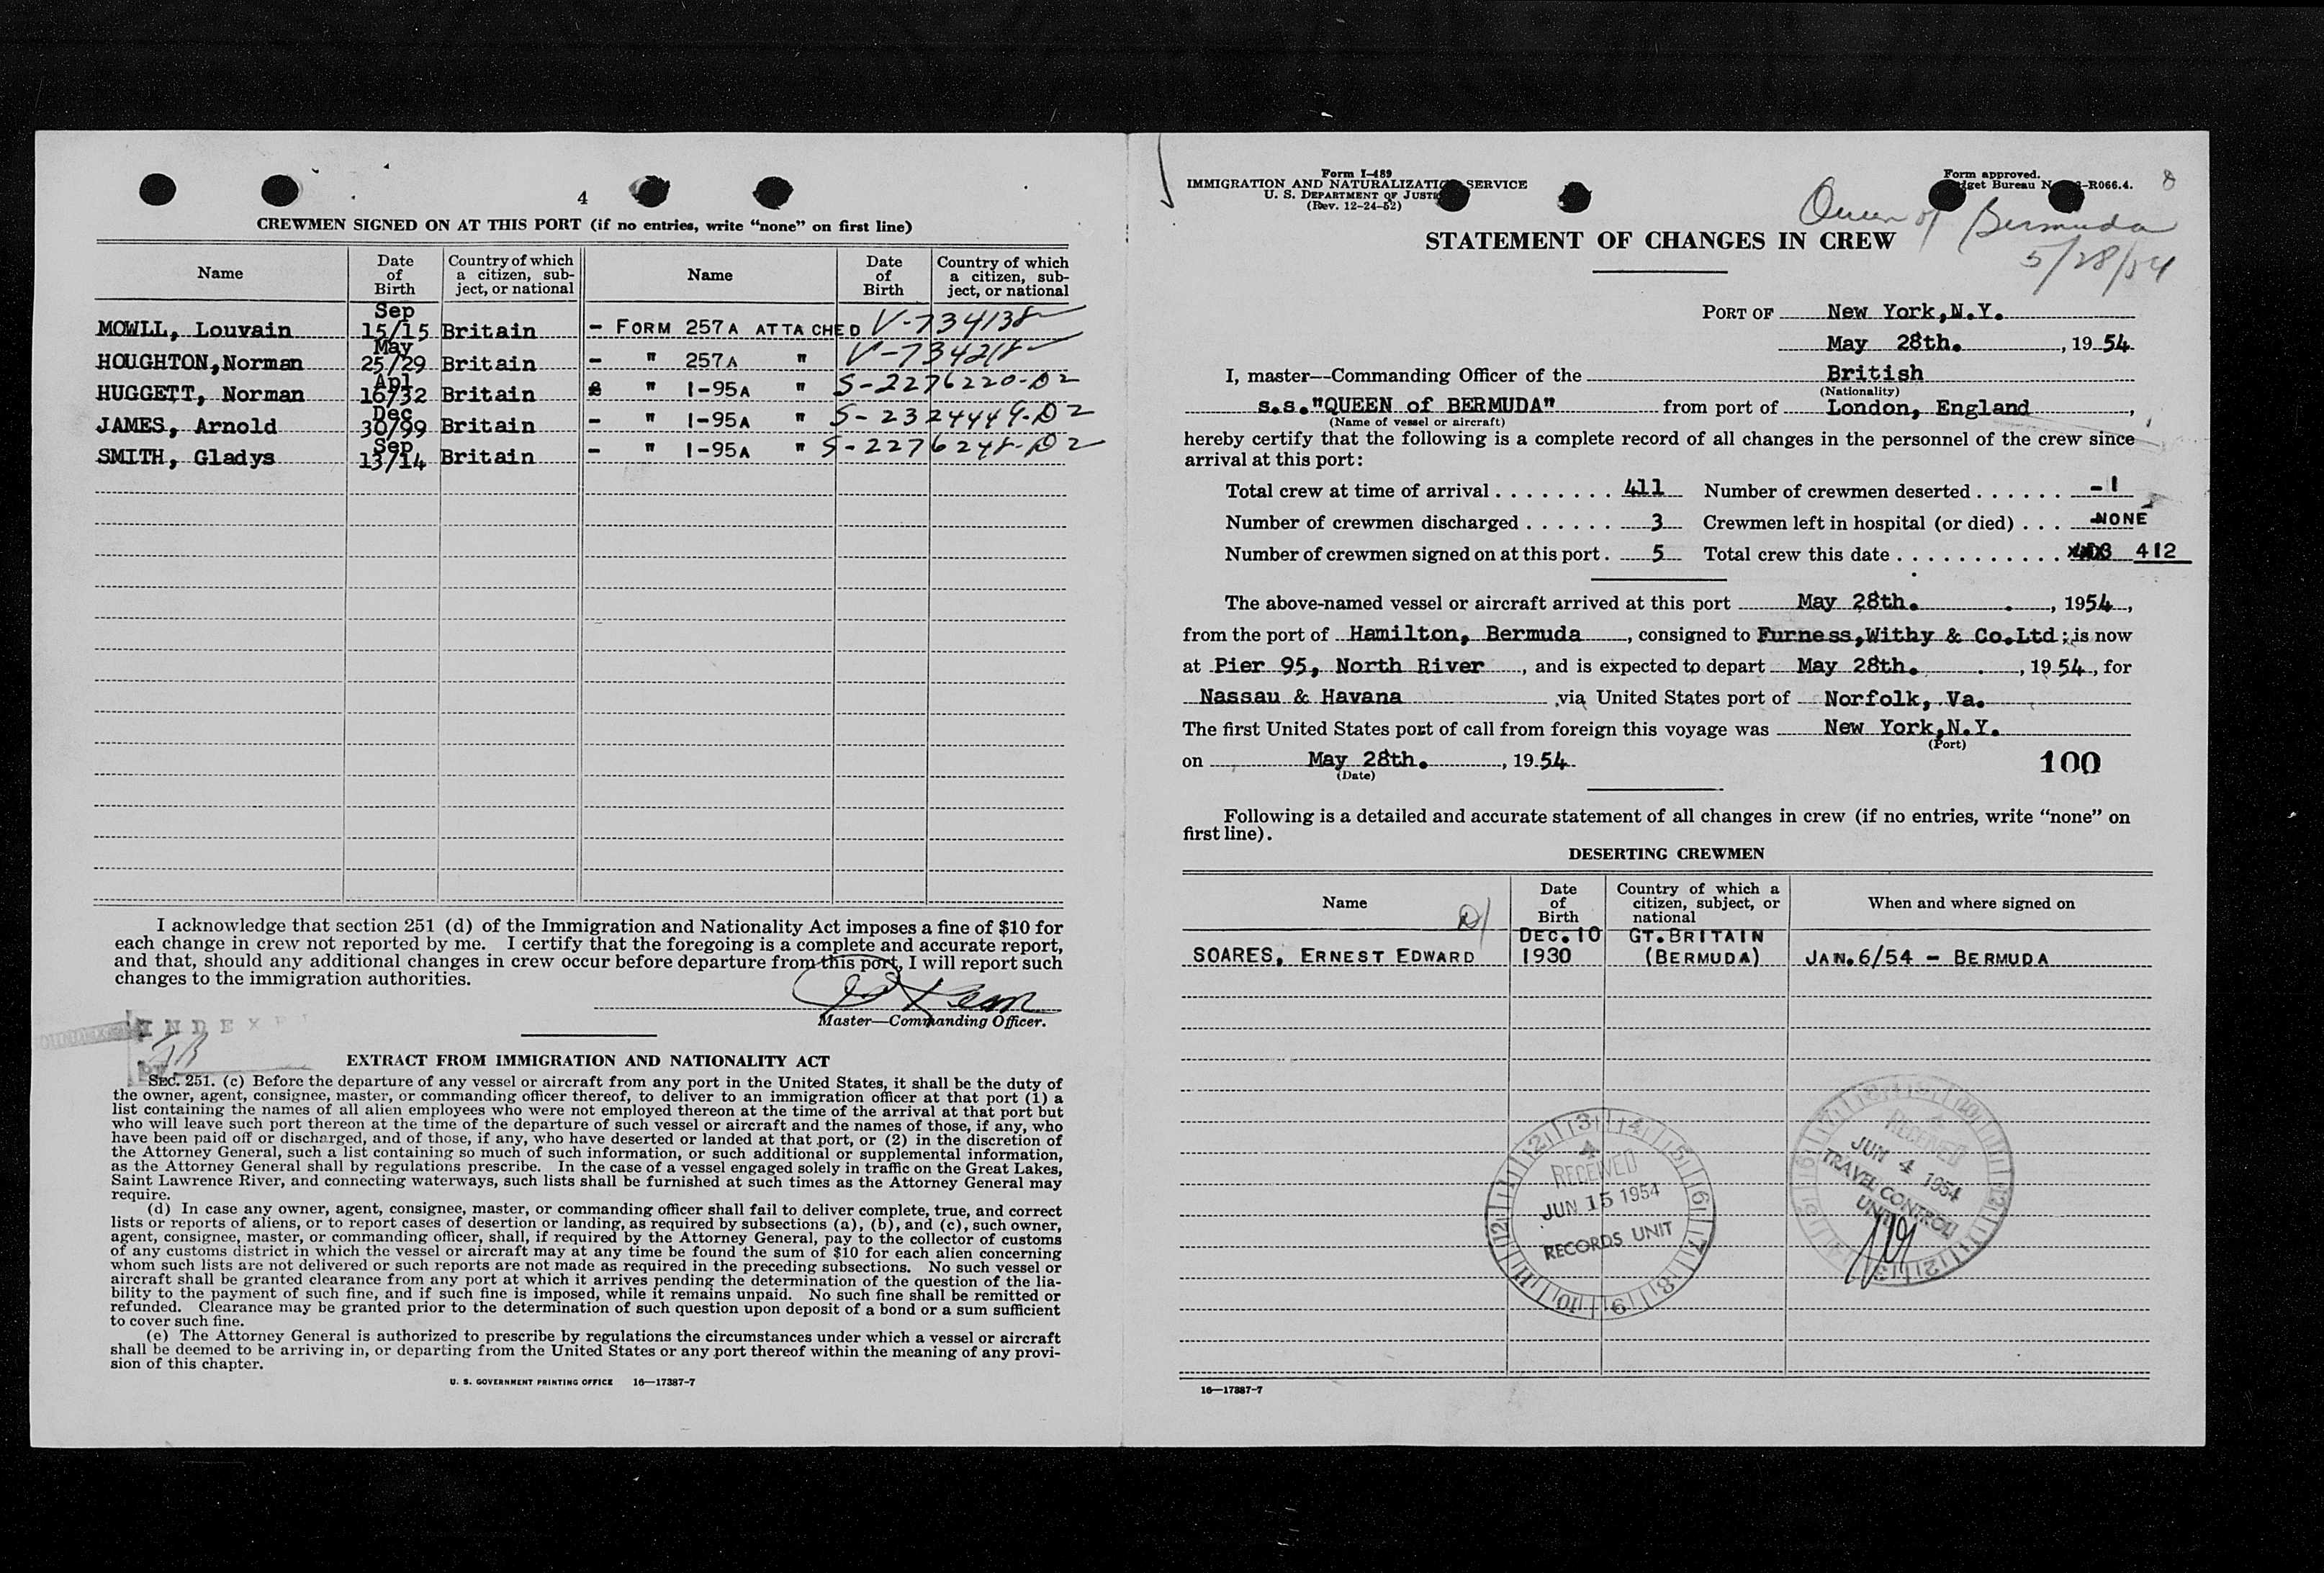 4
CREWMEN SIGNED ON AT THIS PORT (if no entries, write "none" on first line)
Name
Date of Birth
Country of which a citizen, subject, or national
Name
Date of Birth
Country of which a citizen, subject, or national
MOWLL, Louvain Sep 15/15 Britain - FORM 257A ATTACHED V-734138
HOUGHTON, Norman May 25/29 Britain - " 257A " V-734218
HUGGETT, Norman Apl 16/32 Britain " I-95A " S-2276220-D2
JAMES, Arnold Dec 30/99 Britain - " I-95A " S-2324449-D2
SMITH, Gladys Sep 13/14 Britain - " I-95A " S-2276248-D2
I acknowledge that section 251 (d) of the Immigration and Nationality Act imposes a fine of $10 for
each change in crew not reported by me. I certify that the foregoing is a complete and accurate report,
and that, should any additional changes in crew occur before departure from this port, I will report such
changes to the immigration authorities.
Master—Commanding Officer.
INDEXED
EXTRACT FROM IMMIGRATION AND NATIONALITY ACT
SEC. 251. (c) Before the departure of any vessel or aircraft from any port in the United States, it shall be the duty of
the owner, agent, consignee, master, or commanding officer thereof, to deliver to an immigration officer at that port (1) a
list containing the names of all alien employees who were not employed thereon at the time of the arrival at that port but
who will leave such port thereon at the time of the departure of such vessel or aircraft and the names of those, if any, who
have been paid off or discharged, and of those, if any, who have deserted or landed at that port, or (2) in the discretion of
the Attorney General, such a list containing so much of such information, or such additional or supplemental information,
as the Attorney General shall by regulations prescribe. In the case of a vessel engaged solely in traffic on the Great Lakes,
Saint Lawrence River, and connecting waterways, such lists shall be furnished at such times as the Attorney General may
require.
(d) In case any owner, agent, consignee, master, or commanding officer shall fail to deliver complete, true, and correct
lists or reports of aliens, or to report cases of desertion or landing, as required by subsections (a), (b), and (c), such owner,
agent, consignee, master, or commanding officer, shall, if required by the Attorney General, pay to the collector of customs
of any customs district in which the vessel or aircraft may at any time be found the sum of $10 for each alien concerning
whom such lists are not delivered or such reports are not made as required in the preceding subsections. No such vessel or
aircraft shall be granted clearance from any port at which it arrives pending the determination of the question of the lia-
bility to the payment of such fine, and if such fine is imposed, while it remains unpaid. No such fine shall be remitted or
refunded. Clearance may be granted prior to the determination of such question upon deposit of a bond or a sum sufficient
to cover such fine.
(e) The Attorney General is authorized to prescribe by regulations the circumstances under which a vessel or aircraft
shall be deemed to be arriving in, or departing from the United States or any port thereof within the meaning of any provi-
sion of this chapter.
U. S. GOVERNMENT PRINTING OFFICE 16—17387-7
Form I-489
IMMIGRATION AND NATURALIZATION SERVICE
U. S. DEPARTMENT OF JUSTICE
(Rev. 12-24-52)
Form approved.
Budget Bureau -R066.4.
8
Queen of Bermuda
5/28/54
STATEMENT OF CHANGES IN CREW
PORT OF New York, N.Y.
May 28th. , 1954
I, master—Commanding Officer of the British
(Nationality)
s.s."QUEEN of BERMUDA" from port of London, England ,
(Name of vessel or aircraft)
hereby certify that the following is a complete record of all changes in the personnel of the crew since
arrival at this port:
Total crew at time of arrival . . . . . . . . 411 Number of crewmen deserted . . . . . . - 1
Number of crewmen discharged . . . . . . 3 Crewmen left in hospital (or died) . . . NONE
Number of crewmen signed on at this port . 5 Total crew this date . . . . . . . . . . . 412
The above-named vessel or aircraft arrived at this port May 28th. , 1954 ,
from the port of Hamilton, Bermuda , consigned to Furness, Withy & Co.Ltd ; is now
at Pier 95, North River , and is expected to depart May 28th. , 1954 , for
Nassau & Havana via United States port of Norfolk, Va.
The first United States port of call from foreign this voyage was New York, N.Y.
(Port)
on May 28th. , 1954
(Date)
100
Following is a detailed and accurate statement of all changes in crew (if no entries, write "none" on
first line).
DESERTING CREWMEN
Name
Date of Birth
Country of which a citizen, subject, or national
When and where signed on
SOARES, ERNEST EDWARD DEC. 10 1930 GT. BRITAIN (BERMUDA) JAN. 6/54 - BERMUDA
RECEIVED
JUN 15 1954
RECORDS UNIT
RECEIVED
JUN 4 1954
TRAVEL CONTROL
UNIT
16—17387-7